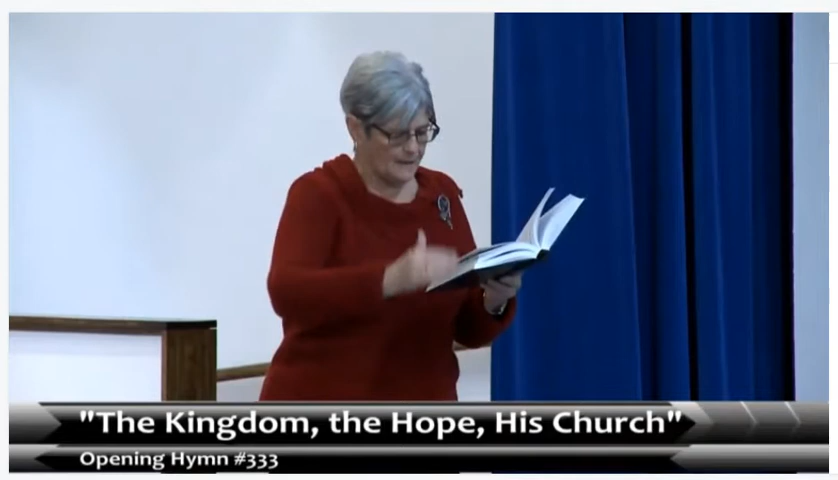 "The Kingdom, the Hope, His Church"
Opening Hymn #333